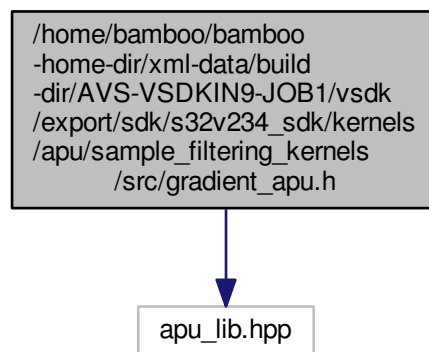 /home/bamboo/bamboo
-home-dir/xml-data/build
-dir/AVS-VSDKIN9-JOB1/vsdk
/export/sdk/s32v234_sdk/kernels
/apu/sample_filtering_kernels
/src/gradient_apu.h
apu_lib.hpp